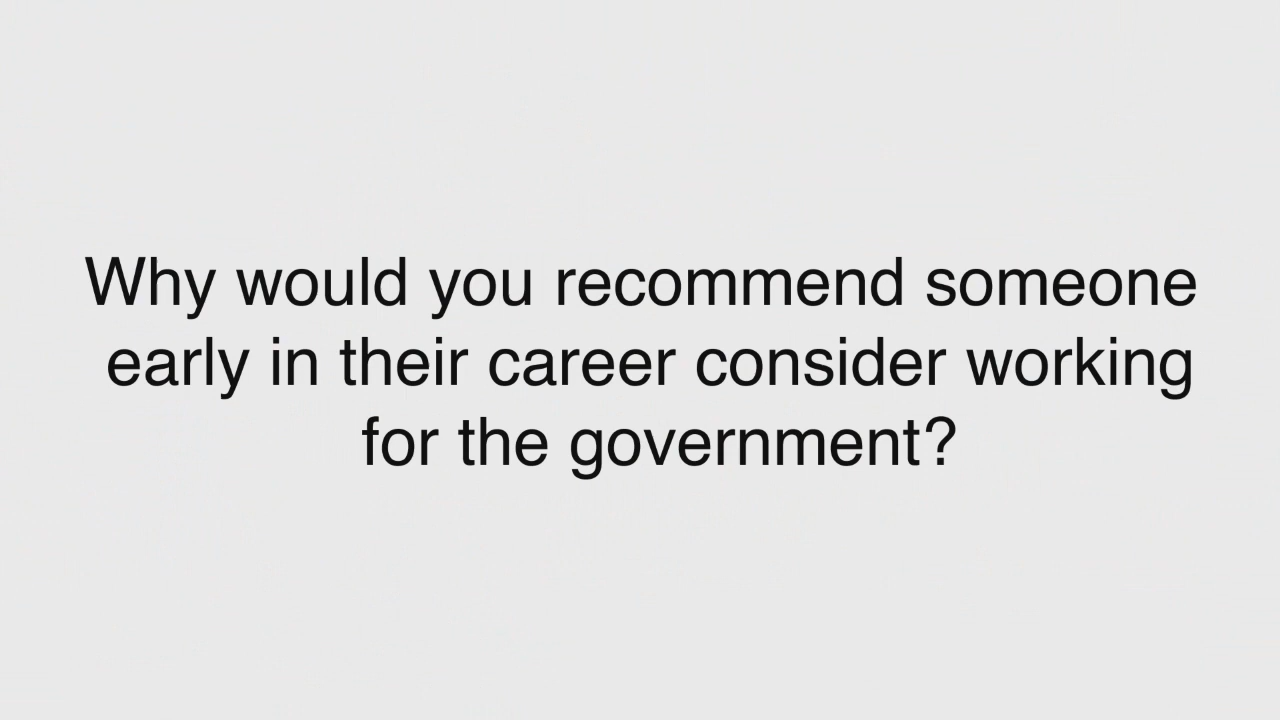 Why would you recommend someone
early in their career consider working
for the government?